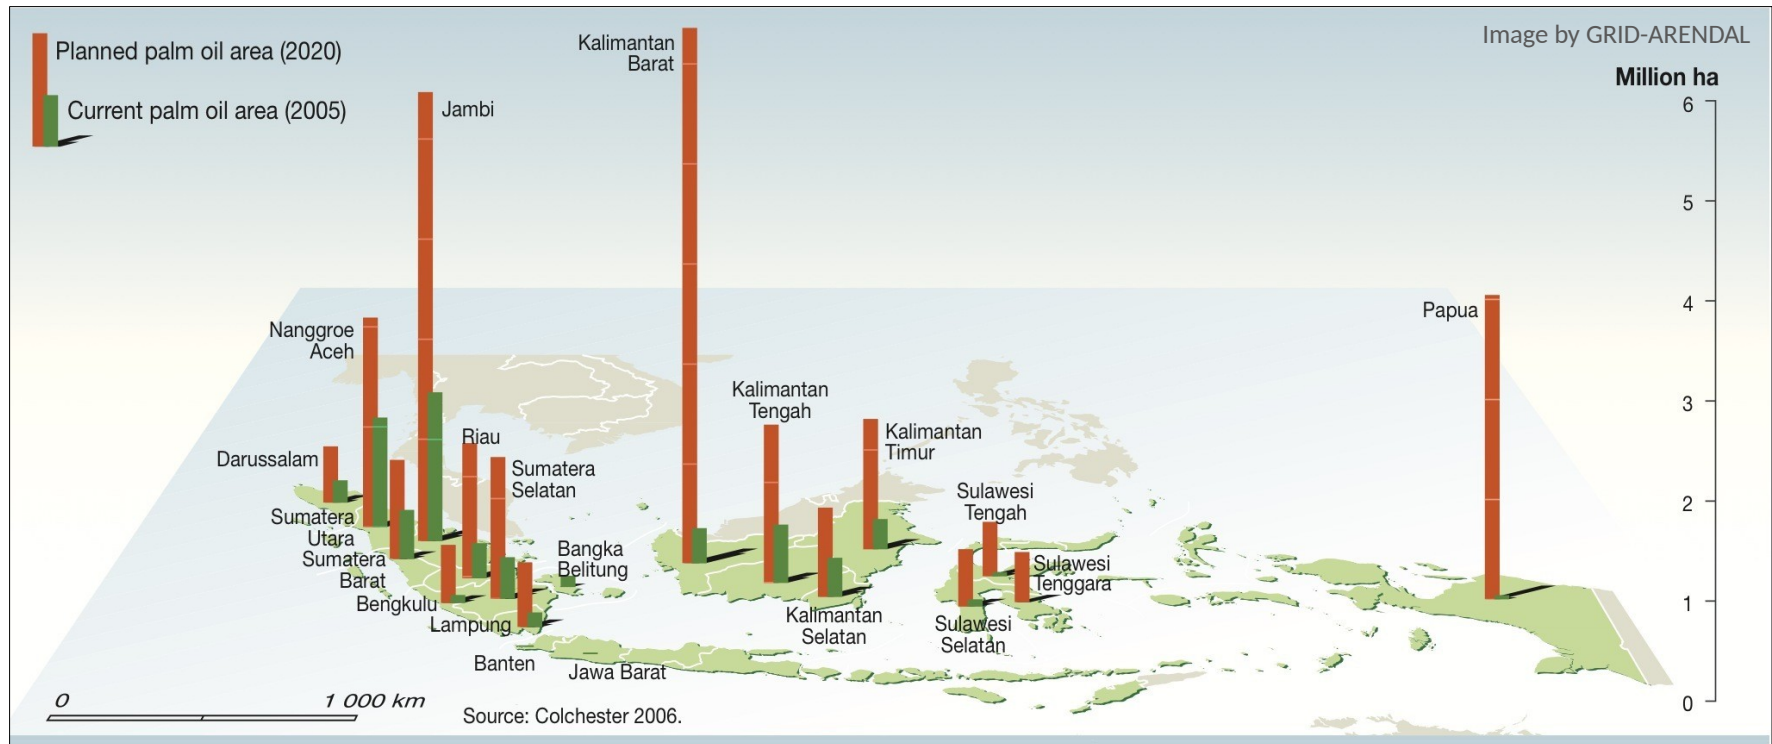 Image by GRID-ARENDAL
Planned palm oil area (2020)
Current palm oil area (2005)
Million ha
6
5
4
3
2
1
0
Kalimantan
Barat
Jambi
Nanggroe
Aceh
Papua
Kalimantan
Tengah
Kalimantan
Timur
Riau
Darussalam
Sumatera
Selatan
Sulawesi
Tengah
Sumatera
Utara
Sumatera
Barat
Bangka
Belitung
Sulawesi
Tenggara
Bengkulu
Lampung
Kalimantan
Selatan
Sulawesi
Selatan
Banten
Jawa Barat
0 1 000 km
Source: Colchester 2006.